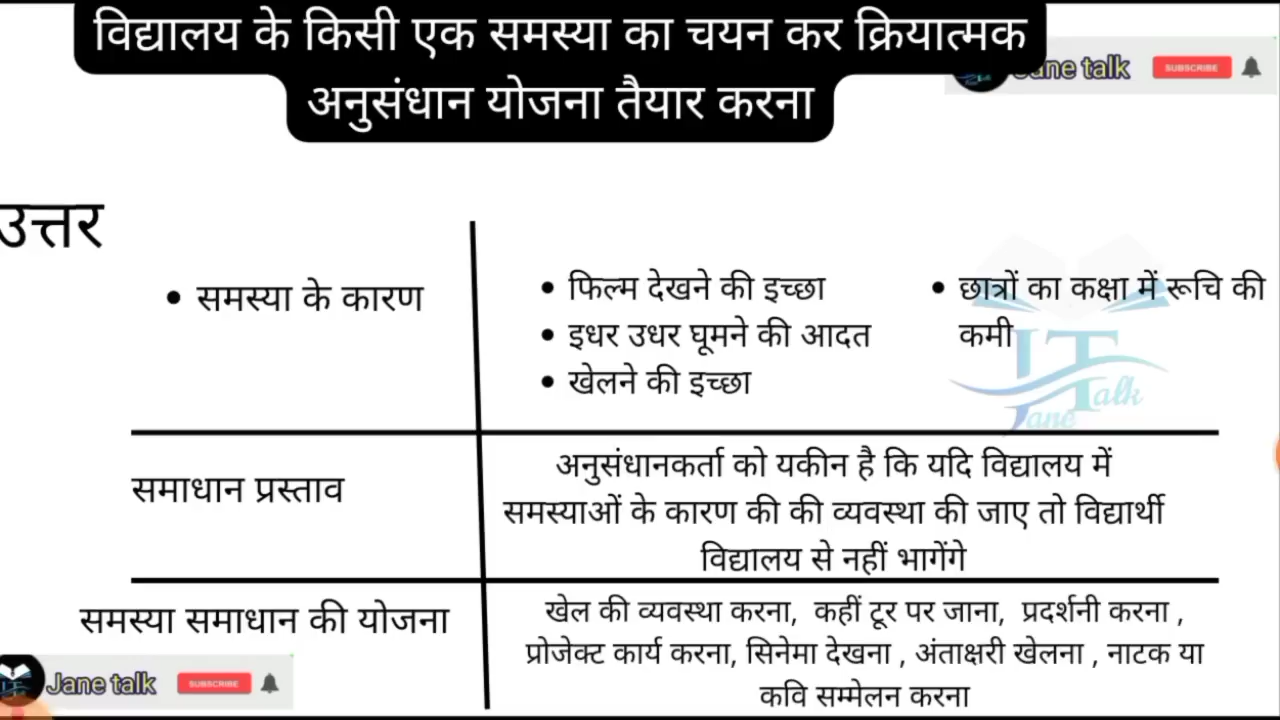 विद्यालय के किसी एक समस्या का चयन कर क्रियात्मक
अनुसंधान योजना तैयार करना
Jane talk
SUBSCRIBE
उत्तर
• समस्या के कारण
• फिल्म देखने की इच्छा
• इधर उधर घूमने की आदत
• खेलने की इच्छा
• छात्रों का कक्षा में रूचि की
कमी
JT
Jane Talk
समाधान प्रस्ताव
अनुसंधानकर्ता को यकीन है कि यदि विद्यालय में
समस्याओं के कारण की की व्यवस्था की जाए तो विद्यार्थी
विद्यालय से नहीं भागेंगे
समस्या समाधान की योजना
खेल की व्यवस्था करना, कहीं टूर पर जाना, प्रदर्शनी करना ,
प्रोजेक्ट कार्य करना, सिनेमा देखना , अंताक्षरी खेलना , नाटक या
कवि सम्मेलन करना
Jane talk
SUBSCRIBE